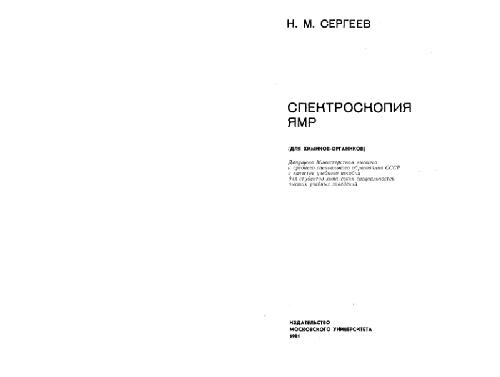 Н. М. СЕРГЕЕВ
СПЕКТРОСКОПИЯ
ЯМР
(ДЛЯ ХИМИКОВ-ОРГАНИКОВ)
Допущено Министерством высшего
и среднего специального образования СССР
в качестве учебного пособия
для студентов химических специальностей
высших учебных заведений
ИЗДАТЕЛЬСТВО
МОСКОВСКОГО УНИВЕРСИТЕТА
1981